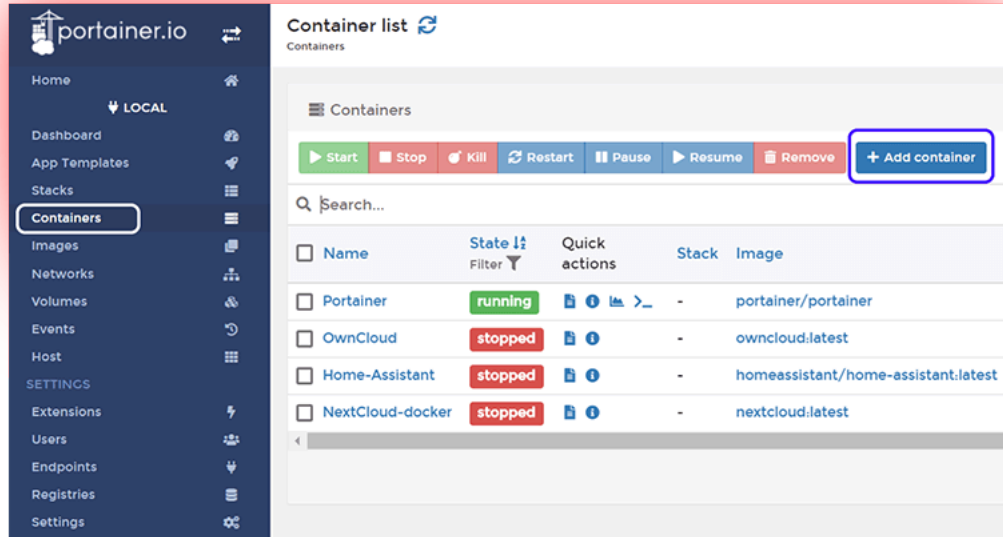 portainer.io
Home
LOCAL
Dashboard
App Templates
Stacks
Containers
Images
Networks
Volumes
Events
Host
SETTINGS
Extensions
Users
Endpoints
Registries
Settings
Container list
Containers
Containers
Start Stop Kill Restart Pause Resume Remove + Add container
Search...
Name State Filter Quick actions Stack Image
Portainer running - portainer/portainer
OwnCloud stopped - owncloud:latest
Home-Assistant stopped - homeassistant/home-assistant:latest
NextCloud-docker stopped - nextcloud:latest